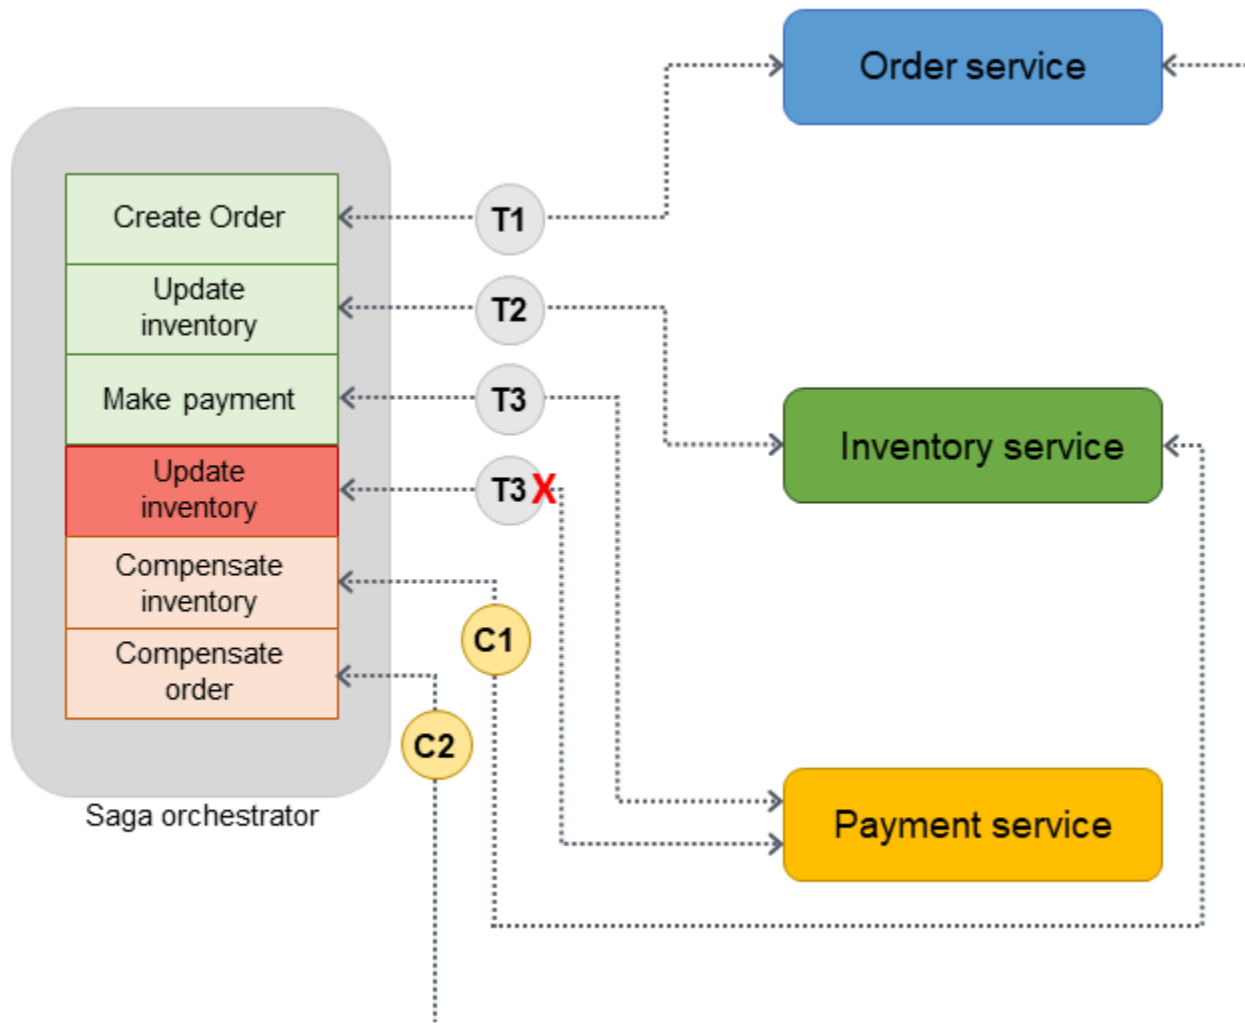 Order service
Create Order
T1
Update
inventory
T2
Make payment
T3
Inventory service
Update
inventory
T3
X
Compensate
inventory
C1
Compensate
order
C2
Saga orchestrator
Payment service